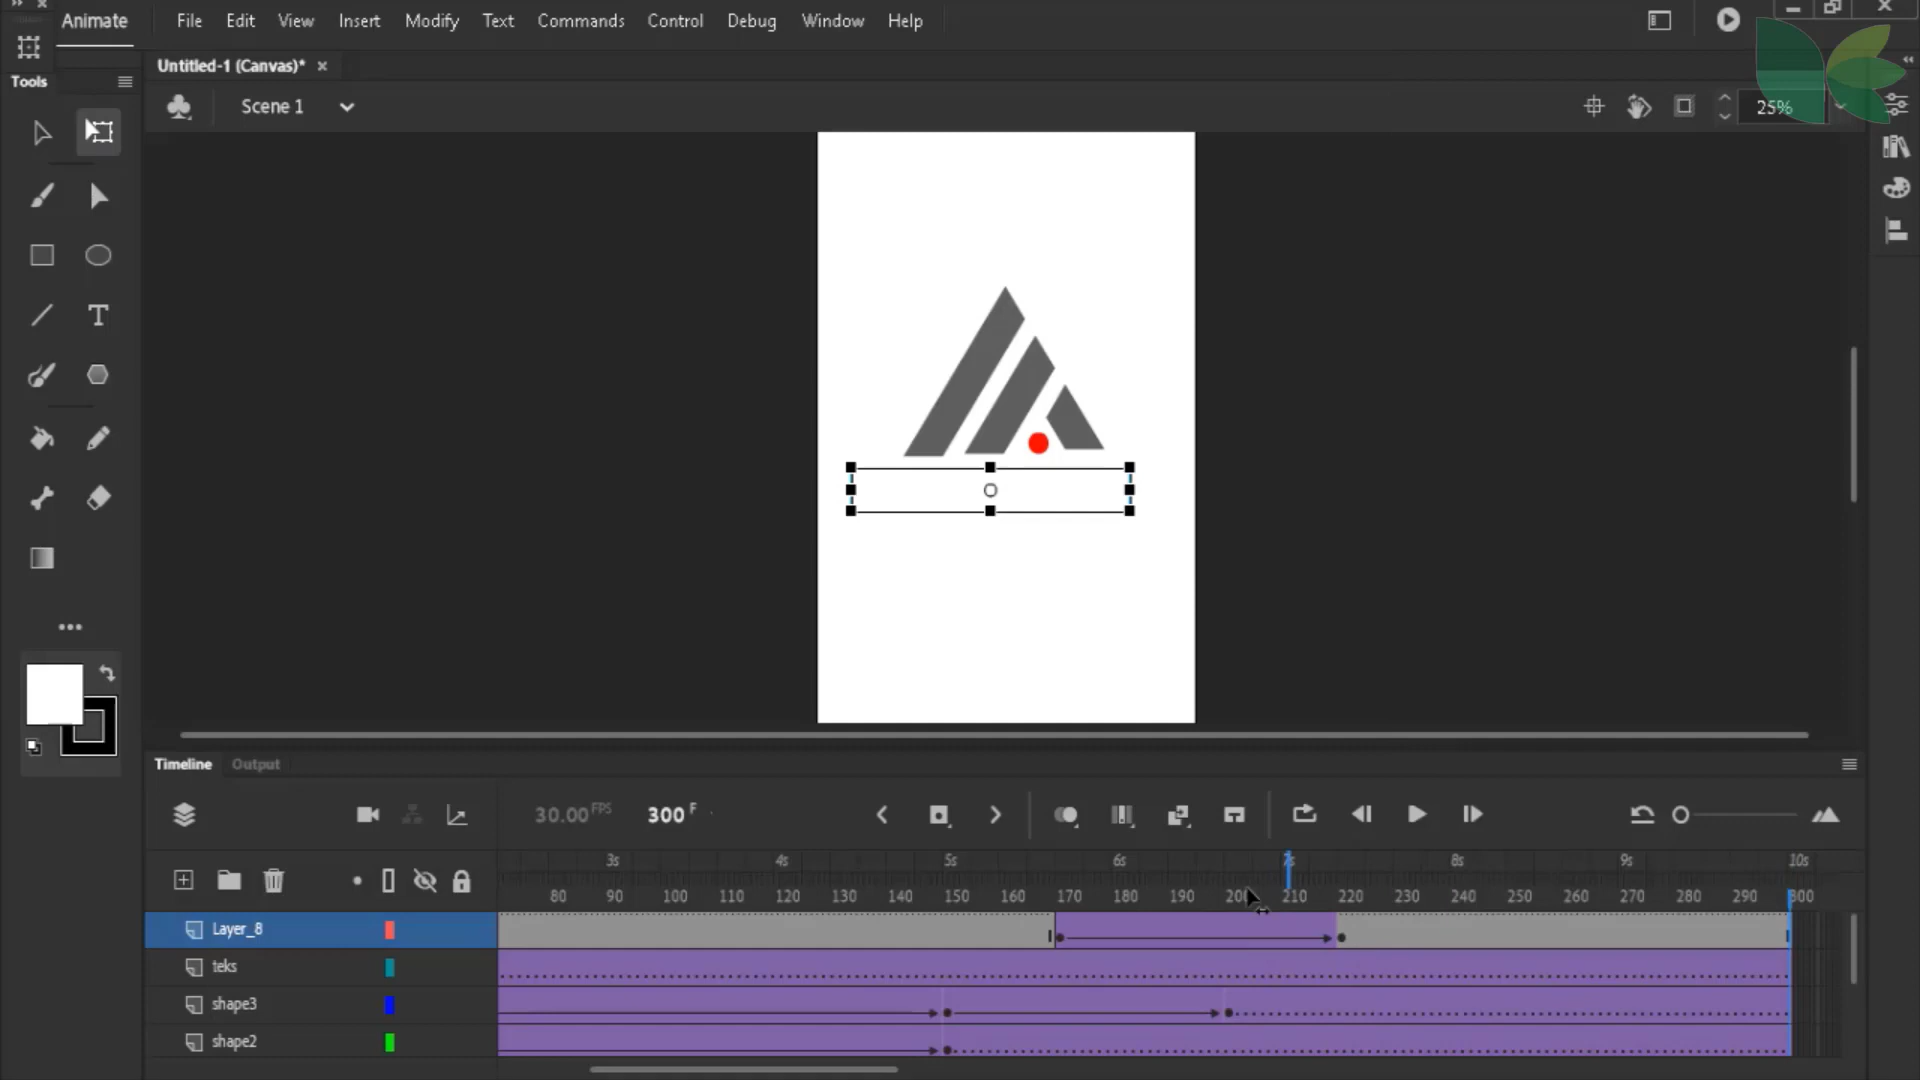 Animate File Edit View Insert Modify Text Commands Control Debug Window Help
Tools
Untitled-1 (Canvas)* ×
Scene 1
25%
Timeline Output
30.00 FPS 300 F
3s 4s 5s 6s 7s 8s 9s 10s
80 90 100 110 120 130 140 150 160 170 180 190 200 210 220 230 240 250 260 270 280 290 300
Layer_8
teks
shape3
shape2